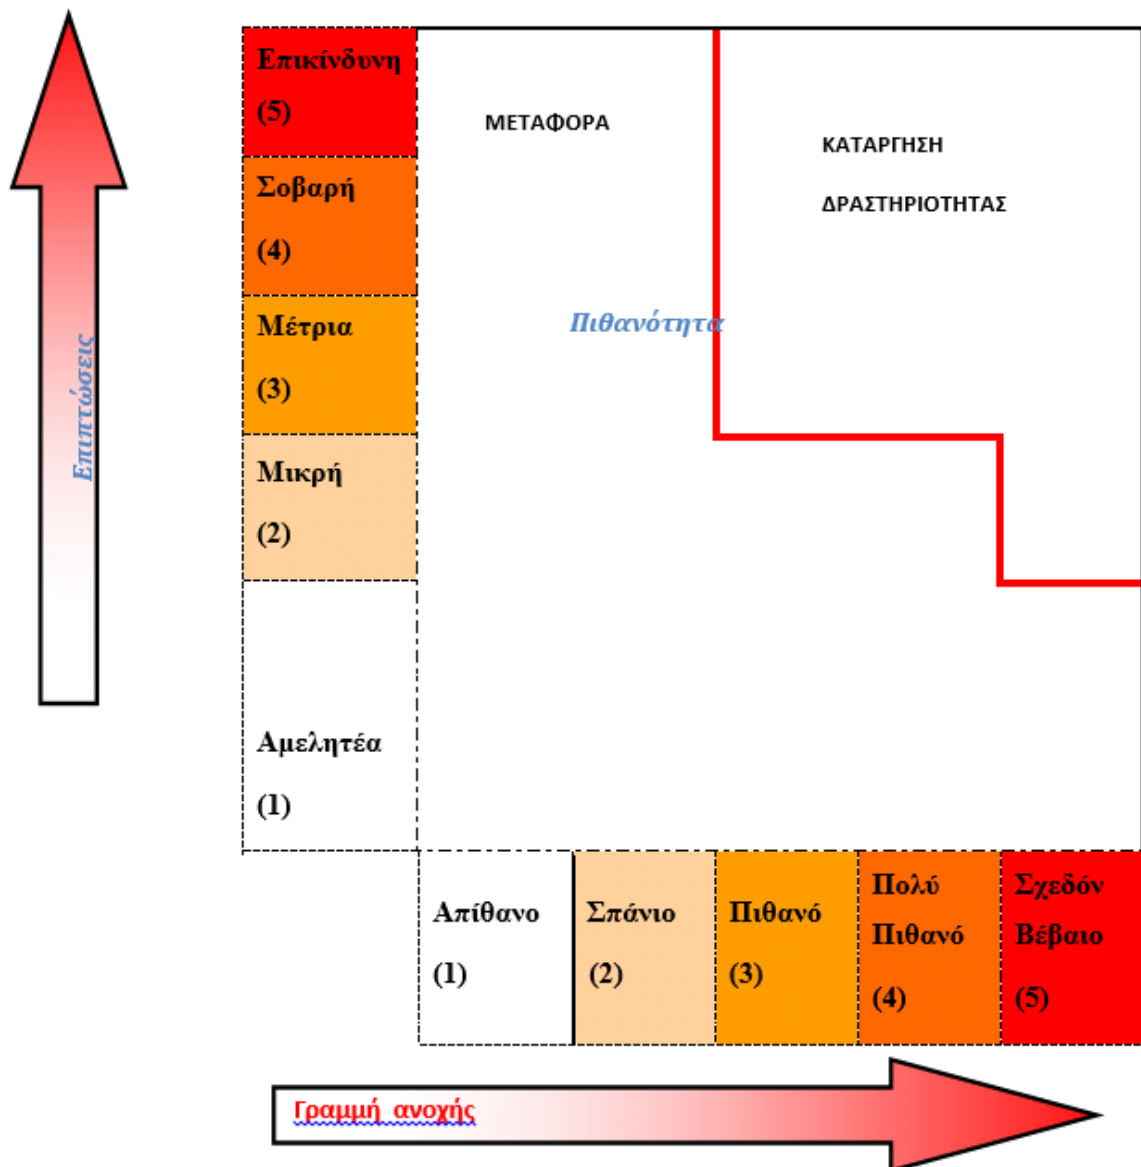 Επικίνδυνη
(5)
ΜΕΤΑΦΟΡΑ
ΚΑΤΑΡΓΗΣΗ
ΔΡΑΣΤΗΡΙΟΤΗΤΑΣ
Σοβαρή
(4)
Μέτρια
(3)
Πιθανότητα
Επιπτώσεις
Μικρή
(2)
Αμελητέα
(1)
Απίθανο
(1)
Σπάνιο
(2)
Πιθανό
(3)
Πολύ
Πιθανό
(4)
Σχεδόν
Βέβαιο
(5)
Γραμμή ανοχής